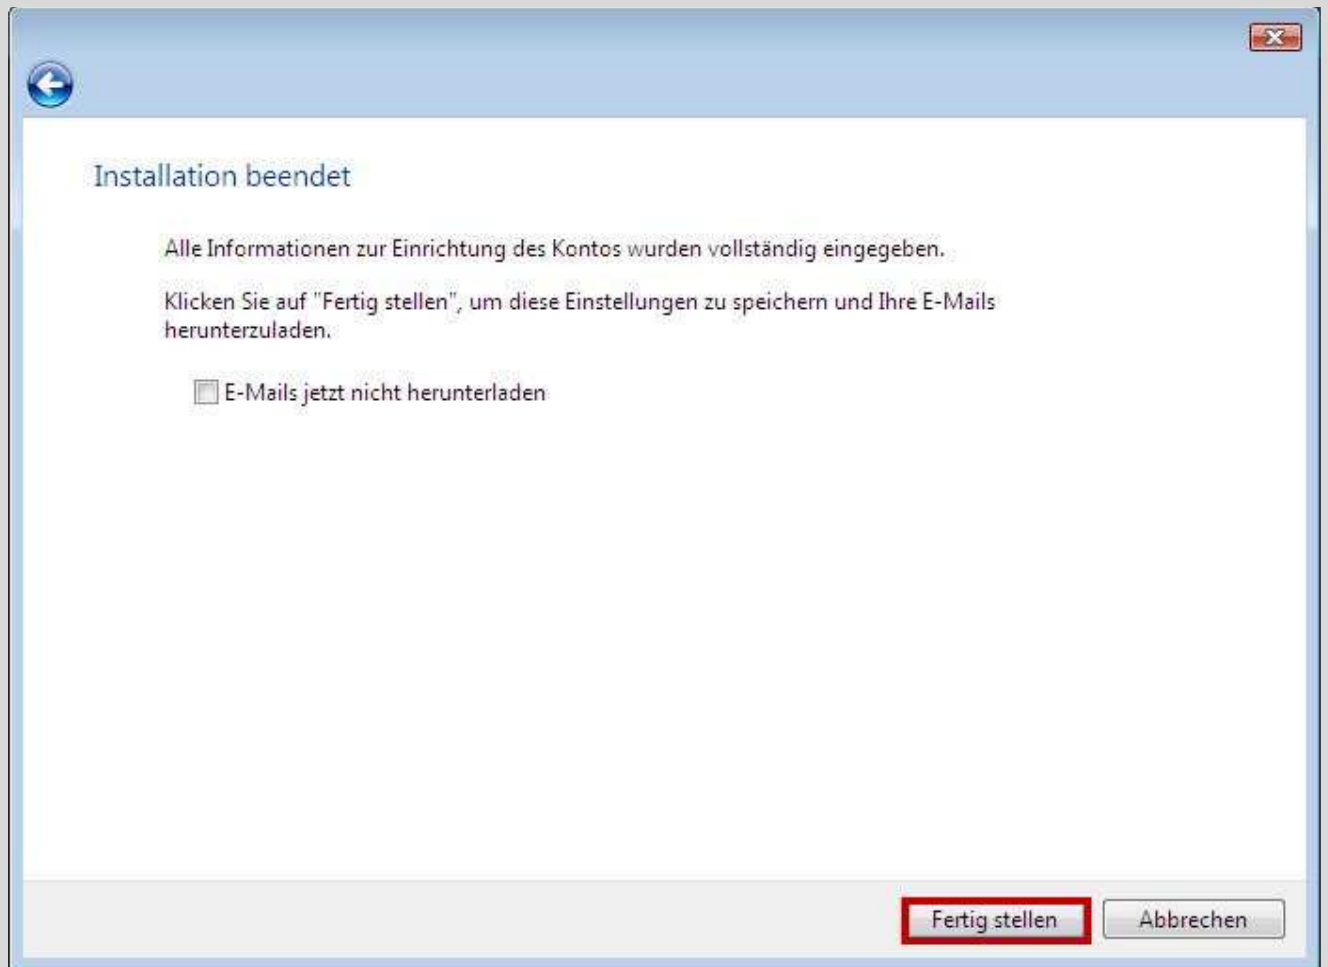 Installation beendet
Alle Informationen zur Einrichtung des Kontos wurden vollständig eingegeben.
Klicken Sie auf "Fertig stellen", um diese Einstellungen zu speichern und Ihre E-Mails
herunterzuladen.
E-Mails jetzt nicht herunterladen
Fertig stellen
Abbrechen